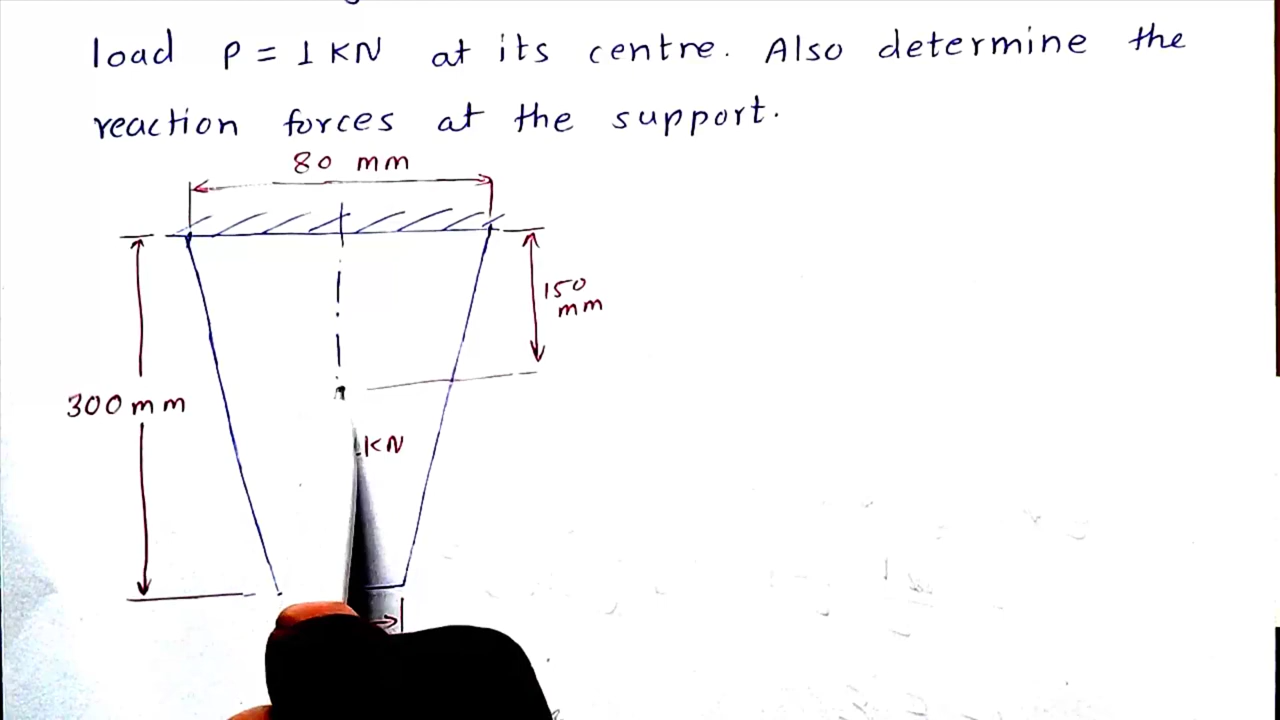 load P = 1 KN at its centre. Also determine the
reaction forces at the support.
80 mm
150
mm
300 mm
KN